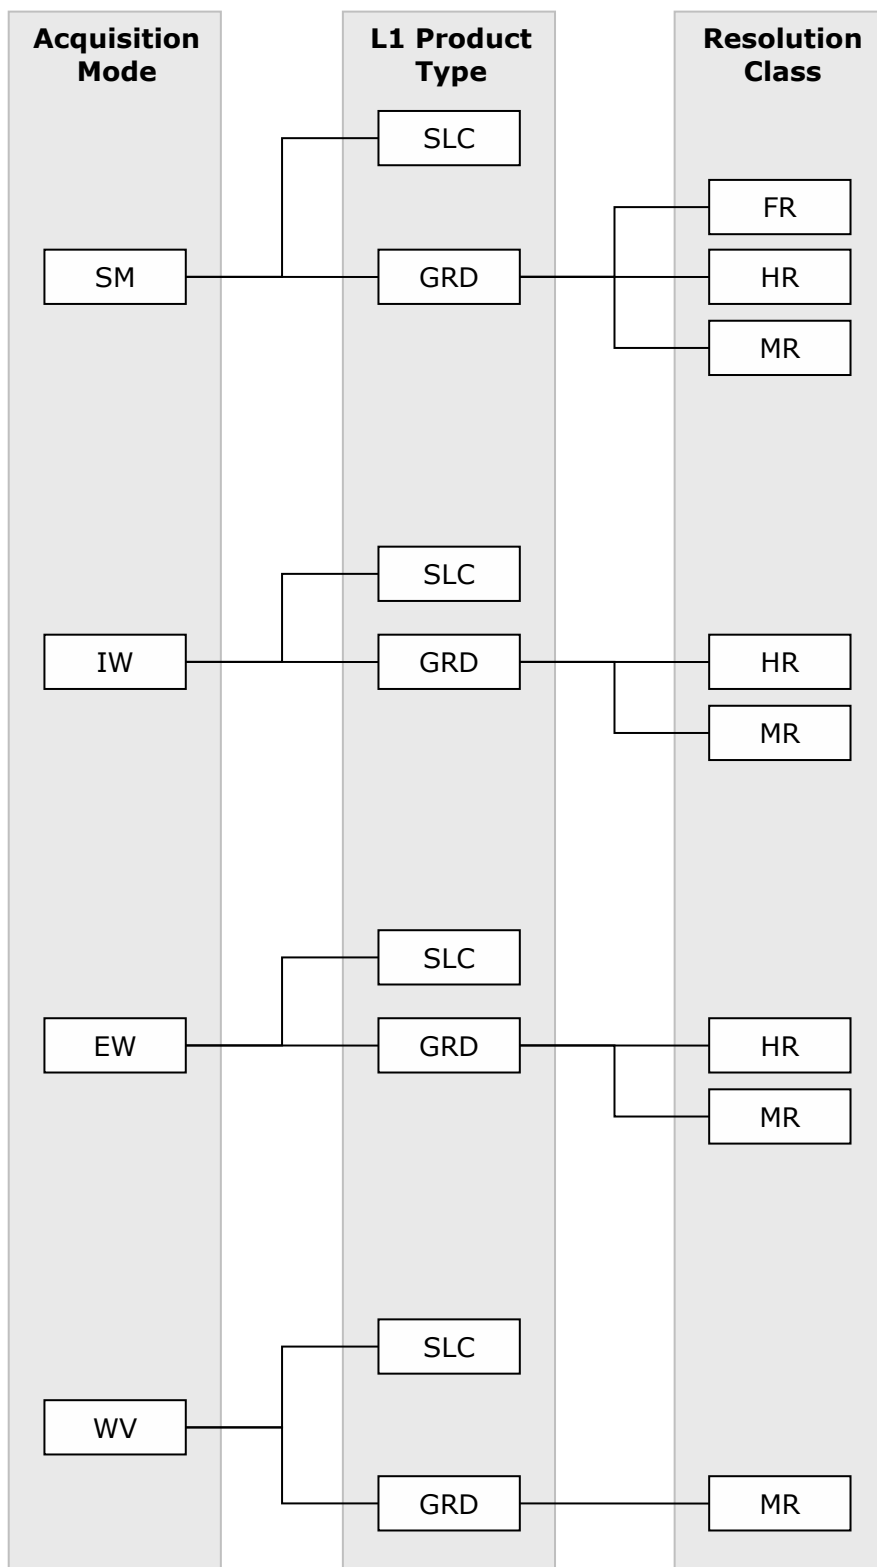 Acquisition
Mode
L1 Product
Type
Resolution
Class
SLC
FR
SM
GRD
HR
MR
SLC
IW
GRD
HR
MR
SLC
EW
GRD
HR
MR
SLC
WV
GRD
MR